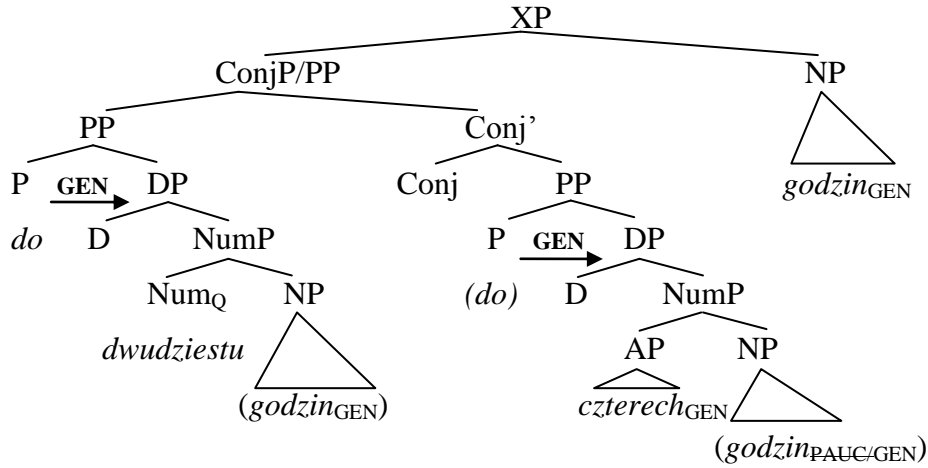 XP
ConjP/PP NP
PP Conj’ godzinGEN
P GEN DP Conj PP
do D NumP P GEN DP
NumQ NP (do) D NumP
dwudziestu AP NP
(godzinGEN) czterechGEN
(godzinPAUC/GEN)